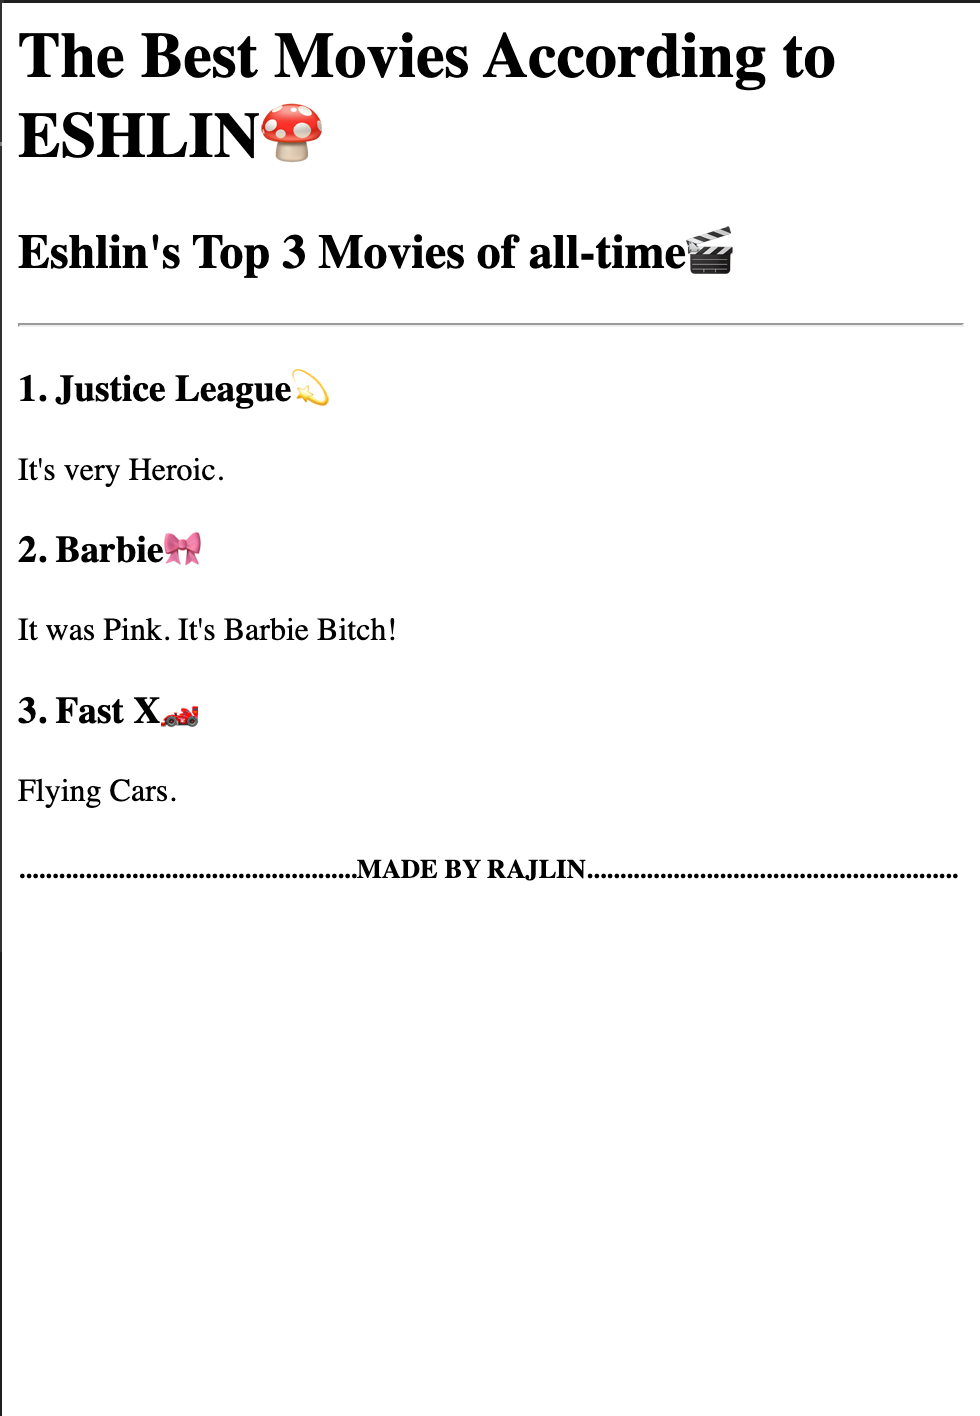 The Best Movies According to
ESHLIN🍄
Eshlin's Top 3 Movies of all-time🎬
1. Justice League💫
It's very Heroic.
2. Barbie🎀
It was Pink. It's Barbie Bitch!
3. Fast X🏎️
Flying Cars.
...................................................MADE BY RAJLIN........................................................